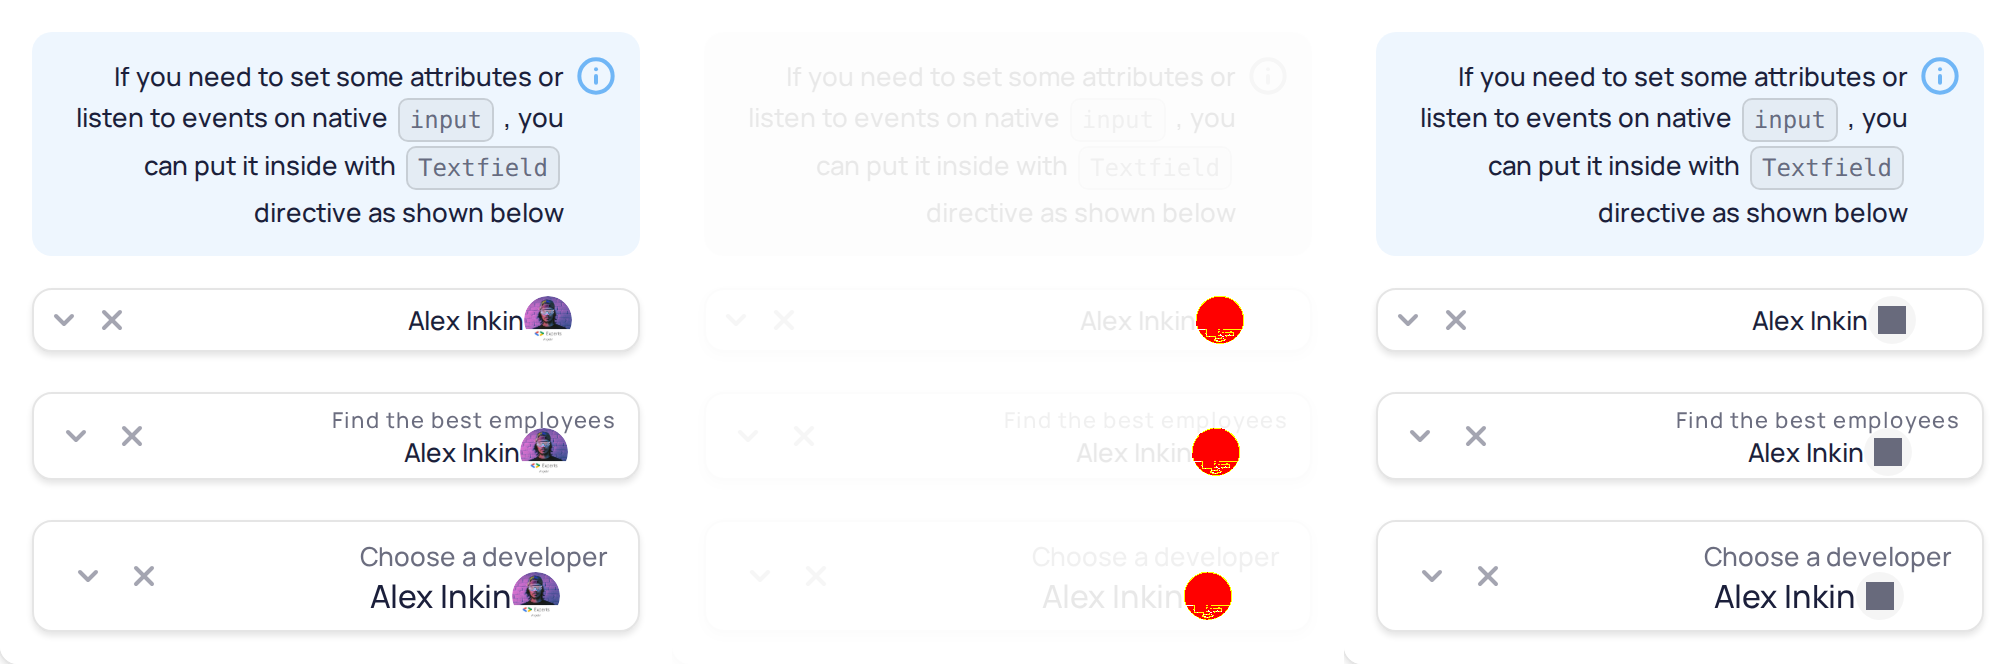 If you need to set some attributes or
listen to events on native input , you
can put it inside with Textfield
directive as shown below
Alex Inkin
Find the best employees
Alex Inkin
Choose a developer
Alex Inkin
If you need to set some attributes or
listen to events on native input , you
can put it inside with Textfield
directive as shown below
Alex Inkin
Find the best employees
Alex Inkin
Choose a developer
Alex Inkin
If you need to set some attributes or
listen to events on native input , you
can put it inside with Textfield
directive as shown below
Alex Inkin
Find the best employees
Alex Inkin
Choose a developer
Alex Inkin